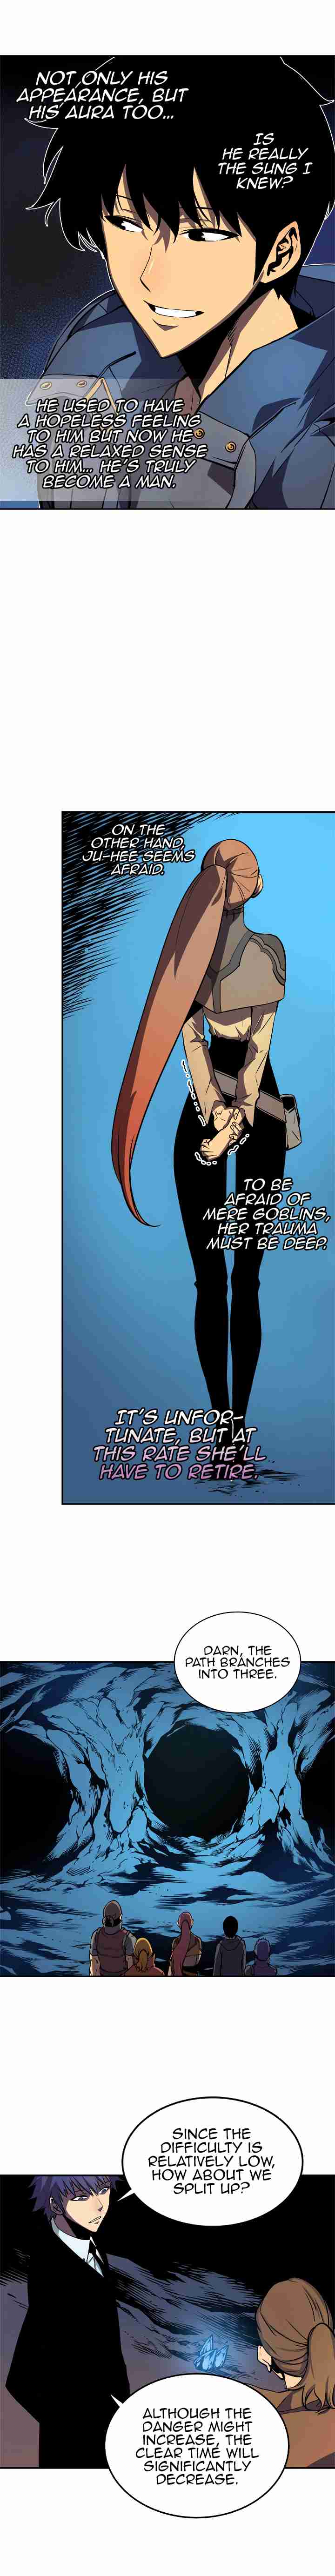 NOT ONLY HIS
APPEARANCE, BUT
HIS AURA TOO...
IS
HE REALLY
THE SUNG I
KNEW?
HE USED TO HAVE
A HOPELESS FEELING
TO HIM BUT NOW HE
HAS A RELAXED SENSE
TO HIM... HE'S TRULY
BECOME A MAN.
ON THE
OTHER HAND,
JU-HEE SEEMS
AFRAID.
TO BE
AFRAID OF
MERE GOBLINS,
HER TRAUMA
MUST BE DEEP.
IT'S UNFOR-
TUNATE, BUT AT
THIS RATE SHE'LL
HAVE TO RETIRE.
DARN, THE
PATH BRANCHES
INTO THREE.
SINCE THE
DIFFICULTY IS
RELATIVELY LOW,
HOW ABOUT WE
SPLIT UP?
ALTHOUGH THE
DANGER MIGHT
INCREASE, THE
CLEAR TIME WILL
SIGNIFICANTLY
DECREASE.